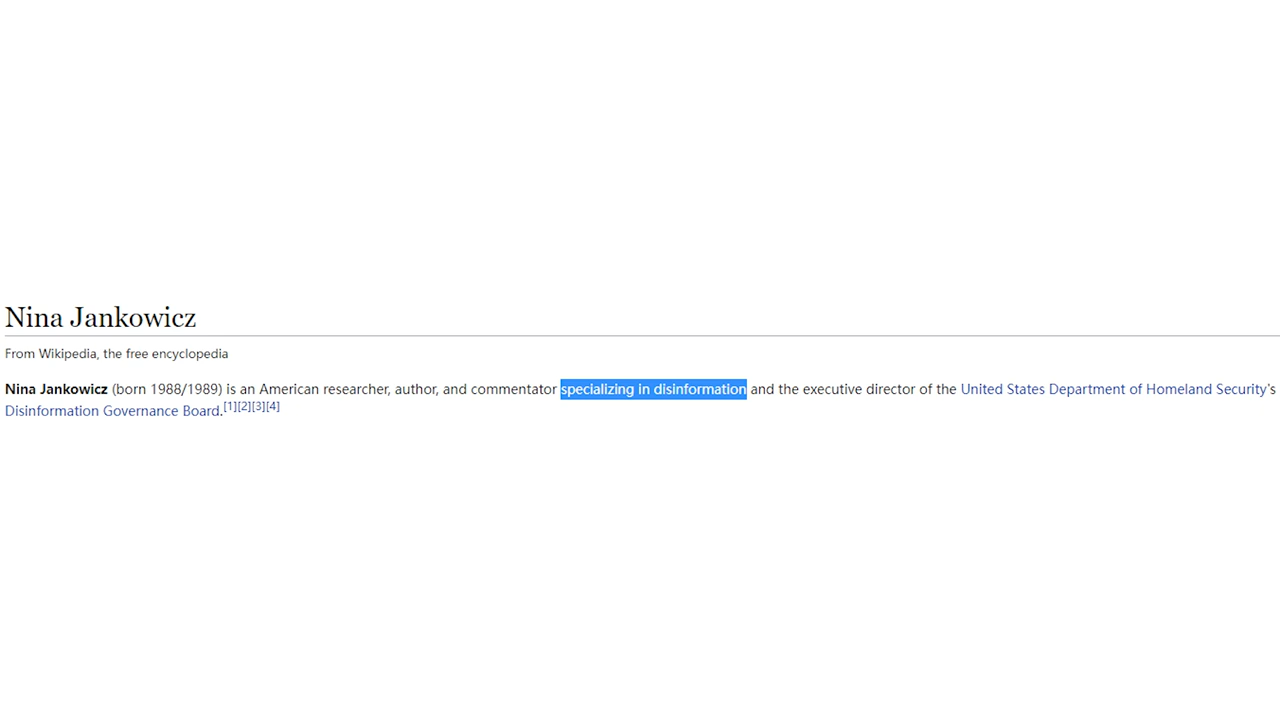 Nina Jankowicz
From Wikipedia, the free encyclopedia
Nina Jankowicz (born 1988/1989) is an American researcher, author, and commentator specializing in disinformation and the executive director of the United States Department of Homeland Security's
Disinformation Governance Board.[1][2][3][4]